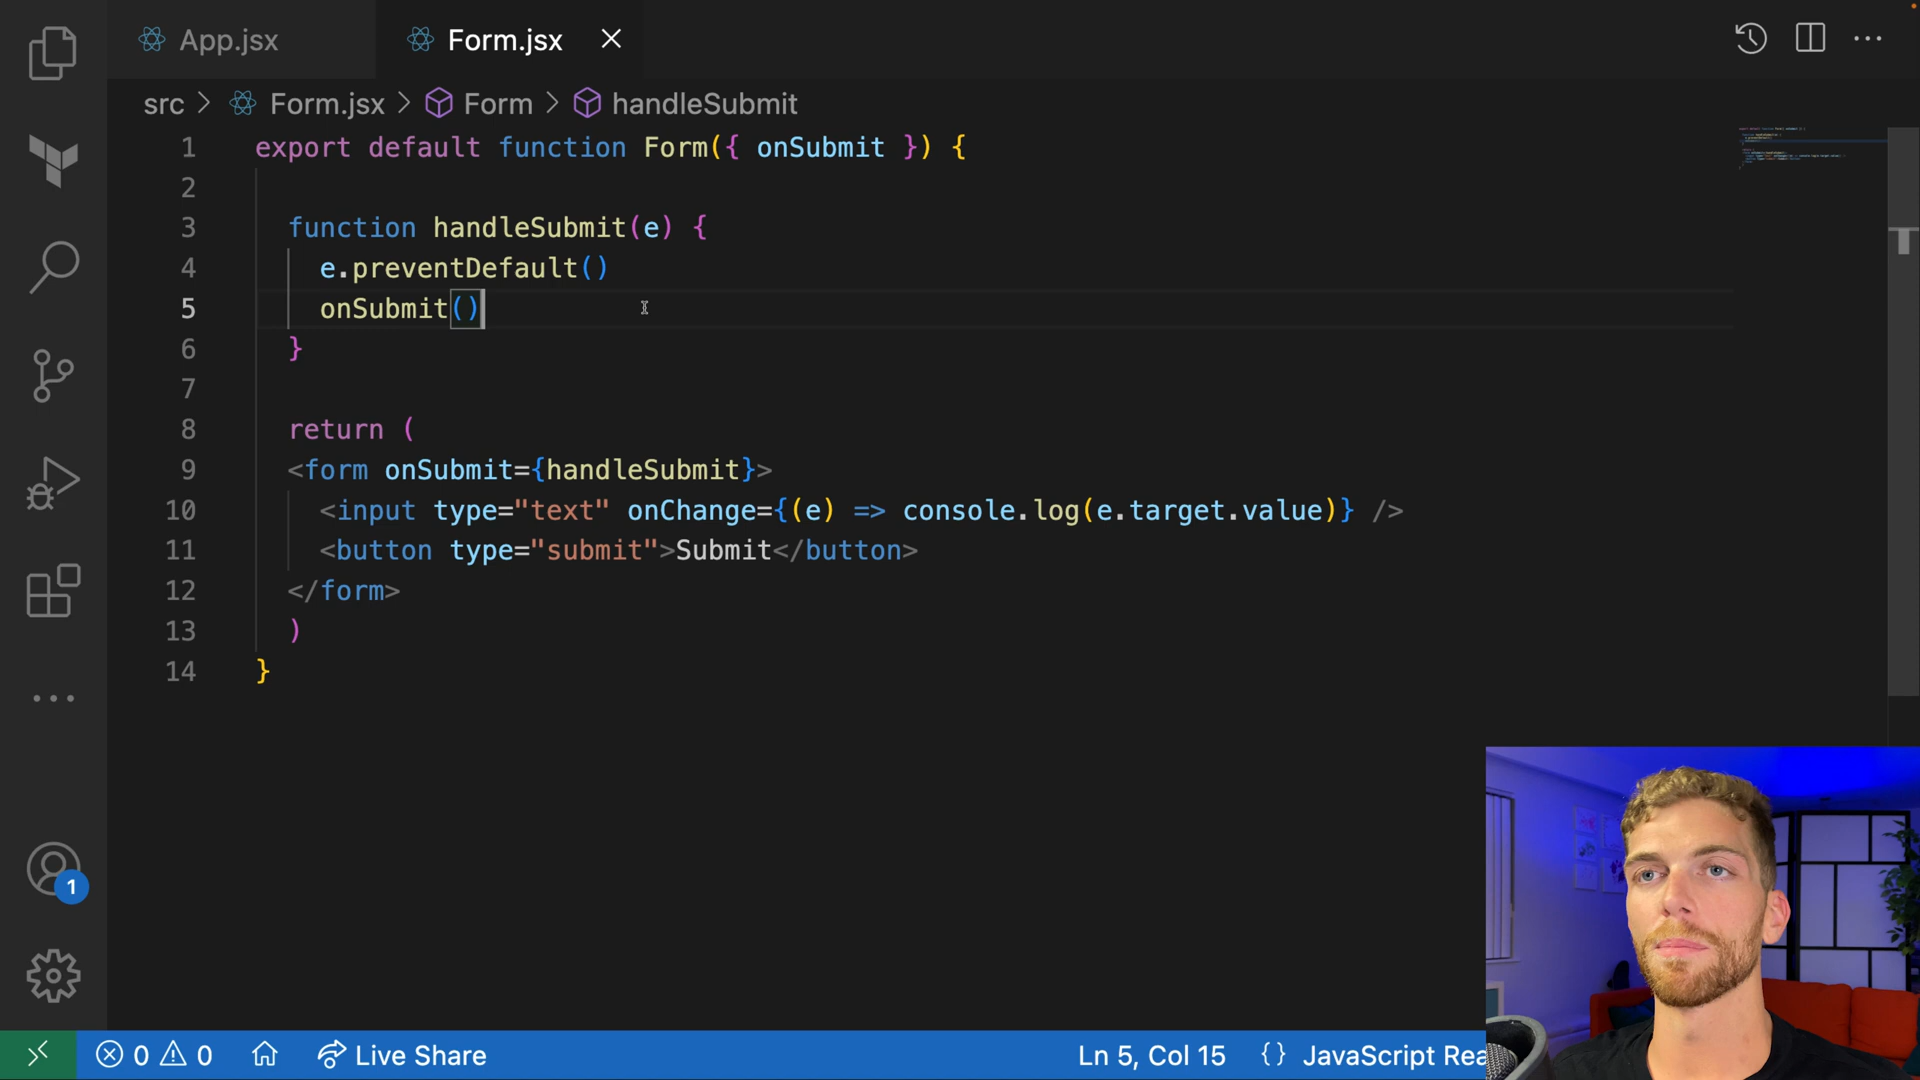 App.jsx
Form.jsx
src > Form.jsx > Form > handleSubmit
1 export default function Form({ onSubmit }) {
2
3 function handleSubmit(e) {
4 e.preventDefault()
5 onSubmit()
6 }
7
8 return (
9 <form onSubmit={handleSubmit}>
10 <input type="text" onChange={(e) => console.log(e.target.value)} />
11 <button type="submit">Submit</button>
12 </form>
13 )
14 }
1
0 0 Live Share Ln 5, Col 15 {} JavaScript Rea